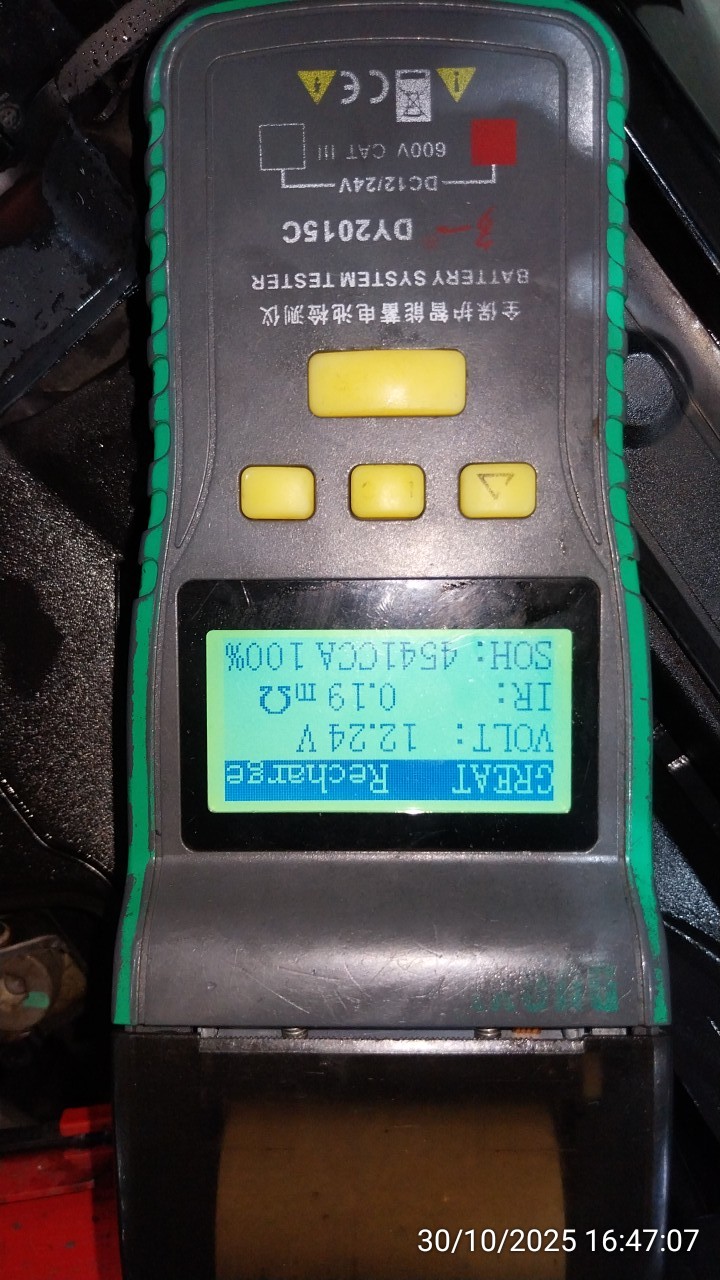 GREAT Recharge
VOLT: 12.24 V
IR: 0.19 mΩ
SOH: 4541CCA 100%
全保护智能蓄电池检测仪
BATTERY SYSTEM TESTER
DY2015C
DC12/24V
600V CAT III
CE
30/10/2025 16:47:07